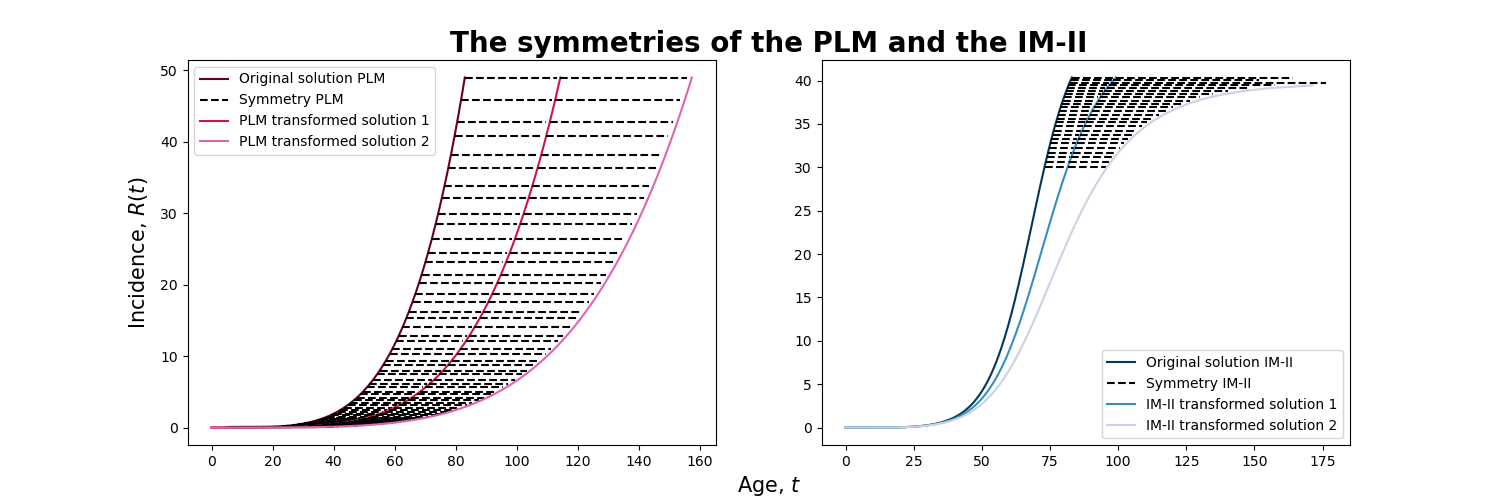 The symmetries of the PLM and the IM-II
Incidence, R(t)
50
40
30
20
10
0
Original solution PLM
Symmetry PLM
PLM transformed solution 1
PLM transformed solution 2
0 20 40 60 80 100 120 140 160
40
35
30
25
20
15
10
5
0
Original solution IM-II
Symmetry IM-II
IM-II transformed solution 1
IM-II transformed solution 2
0 25 50 75 100 125 150 175
Age, t